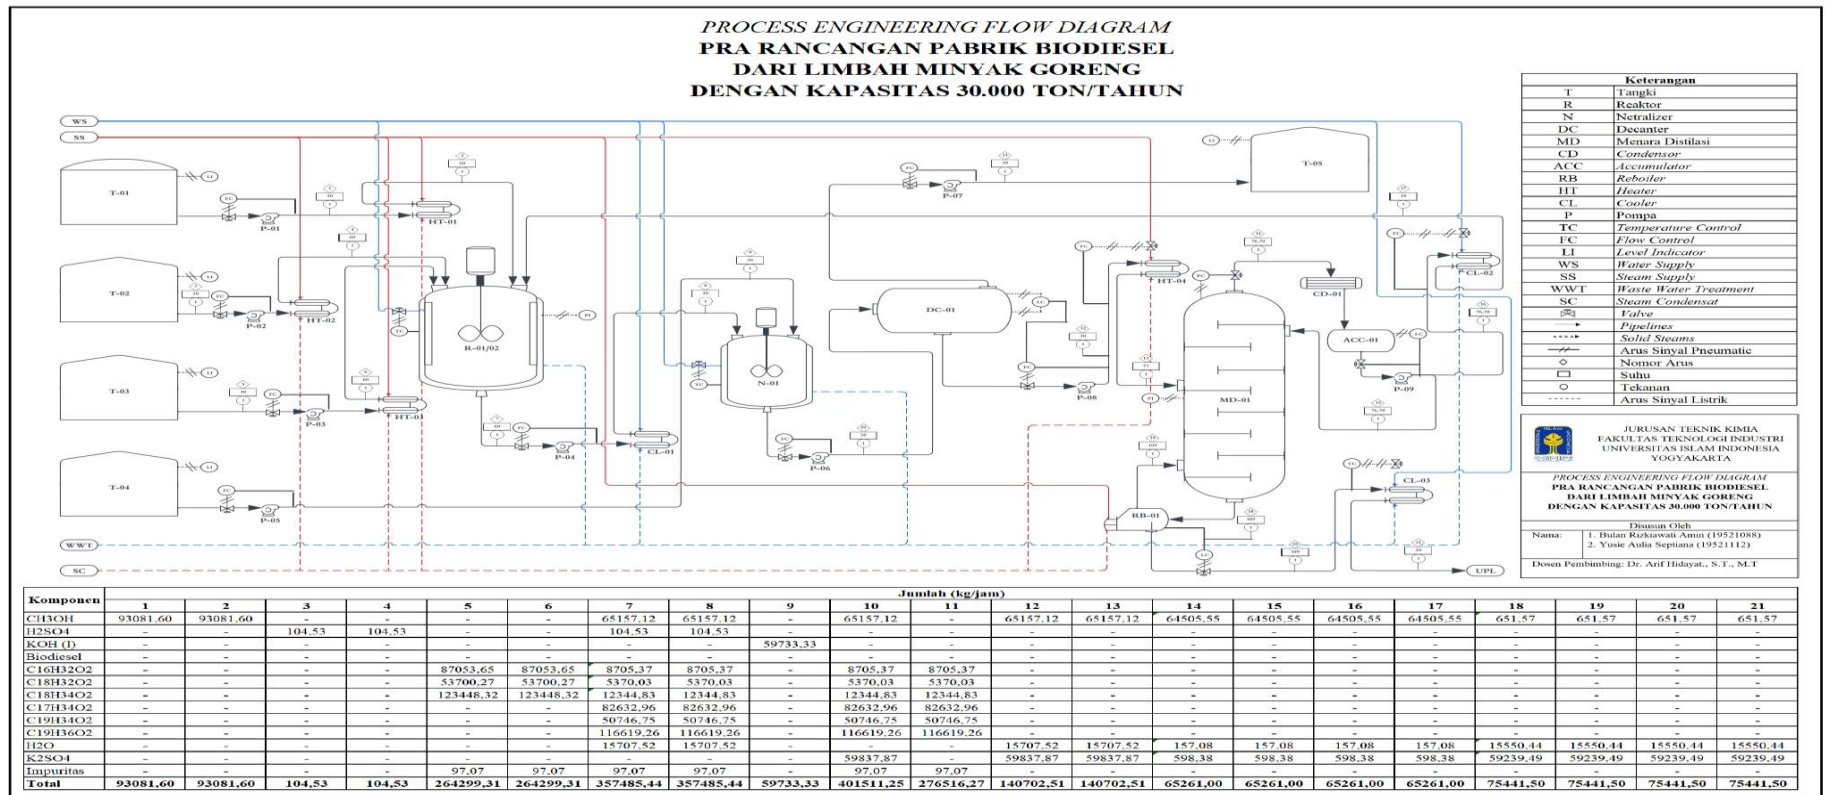 PROCESS ENGINEERING FLOW DIAGRAM
PRA RANCANGAN PABRIK BIODIESEL
DARI LIMBAH MINYAK GORENG
DENGAN KAPASITAS 30.000 TON/TAHUN
WS
SS
T-01
LI
FC
P-01
HT-01
T-02
LI
FC
P-02
HT-02
T-03
LI
FC
P-03
HT-03
T-04
LI
FC
P-05
R-01/02
TC
FC
P-04
CL-01
N-01
TC
FC
P-06
DC-01
LC
FC
P-07
P-08
LI
T-05
HT-04
MD-01
CD-01
ACC-01
LC
P-09
CL-02
CL-03
RB-01
LC
WWT
SC
UPL
Keterangan
T Tangki
R Reaktor
N Netralizer
DC Decanter
MD Menara Distilasi
CD Condensor
ACC Accumulator
RB Reboiler
HT Heater
CL Cooler
P Pompa
TC Temperature Control
FC Flow Control
LI Level Indicator
WS Water Supply
SS Steam Supply
WWT Waste Water Treatment
SC Steam Condensat
Valve
Pipelines
Solid Steams
Arus Sinyal Pneumatic
Nomor Arus
Suhu
Tekanan
Arus Sinyal Listrik
JURUSAN TEKNIK KIMIA
FAKULTAS TEKNOLOGI INDUSTRI
UNIVERSITAS ISLAM INDONESIA
YOGYAKARTA
PROCESS ENGINEERING FLOW DIAGRAM
PRA RANCANGAN PABRIK BIODIESEL
DARI LIMBAH MINYAK GORENG
DENGAN KAPASITAS 30.000 TON/TAHUN
Disusun Oleh
Nama: 1. Bulan Rizkiawati Amin (19521088)
2. Yusie Aulia Septiana (19521112)
Dosen Pembimbing: Dr. Arif Hidayat., S.T., M.T
Komponen Jumlah (kg/jam)
1 2 3 4 5 6 7 8 9 10 11 12 13 14 15 16 17 18 19 20 21
CH3OH 93081,60 93081,60 - - - - 65157,12 65157,12 - 65157,12 - 65157,12 65157,12 64505,55 64505,55 64505,55 64505,55 651,57 651,57 651,57 651,57
H2SO4 - - 104,53 104,53 - - 104,53 104,53 - - - - - - - - - - - - -
KOH (l) - - - - - - - - 59733,33 - - - - - - - - - - - -
Biodiesel - - - - - - - - - - - - - - - - - - - - -
C16H32O2 - - - - 87053,65 87053,65 8705,37 8705,37 - 8705,37 8705,37 - - - - - - - - - -
C18H32O2 - - - - 53700,27 53700,27 5370,03 5370,03 - 5370,03 5370,03 - - - - - - - - - -
C18H34O2 - - - - 123448,32 123448,32 12344,83 12344,83 - 12344,83 12344,83 - - - - - - - - - -
C17H34O2 - - - - - - 82632,96 82632,96 - 82632,96 82632,96 - - - - - - - - - -
C19H34O2 - - - - - - 50746,75 50746,75 - 50746,75 50746,75 - - - - - - - - - -
C19H36O2 - - - - - - 116619,26 116619,26 - 116619,26 116619,26 - - - - - - - - - -
H2O - - - - - - 15707,52 15707,52 - - - 15707,52 15707,52 157,08 157,08 157,08 157,08 15550,44 15550,44 15550,44 15550,44
K2SO4 - - - - - - - - - 59837,87 - 59837,87 59837,87 598,38 598,38 598,38 598,38 59239,49 59239,49 59239,49 59239,49
Impuritas - - - - 97,07 97,07 97,07 97,07 - 97,07 97,07 - - - - - - - - - -
Total 93081,60 93081,60 104,53 104,53 264299,31 264299,31 357485,44 357485,44 59733,33 401511,25 276516,27 140702,51 140702,51 65261,00 65261,00 65261,00 65261,00 75441,50 75441,50 75441,50 75441,50